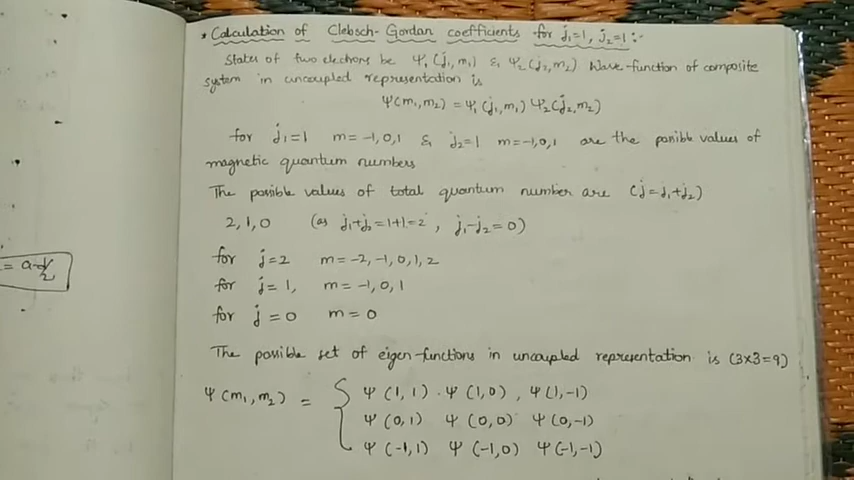 * Calculation of Clebsch-Gordan coefficients for j₁=1, j₂=1:-
States of two electrons be Ψ₁(j₁,m₁) & Ψ₂(j₂,m₂) Wave-function of composite
system in uncoupled representation is
Ψ(m₁,m₂) = Ψ₁(j₁,m₁) Ψ₂(j₂,m₂)
for j₁=1 m=-1,0,1 & j₂=1 m=-1,0,1 are the possible values of
magnetic quantum numbers
The possible values of total quantum number are (j=j₁+j₂)
2,1,0 (as j₁+j₂=1+1=2, j₁-j₂=0)
for j=2 m=-2,-1,0,1,2
for j=1, m=-1,0,1
for j=0 m=0
The possible set of eigen-functions in uncoupled representation is (3×3=9)
Ψ(m₁,m₂) = { Ψ(1,1) . Ψ(1,0) , Ψ(1,-1)
Ψ(0,1) Ψ(0,0) Ψ(0,-1)
Ψ(-1,1) Ψ(-1,0) Ψ(-1,-1)